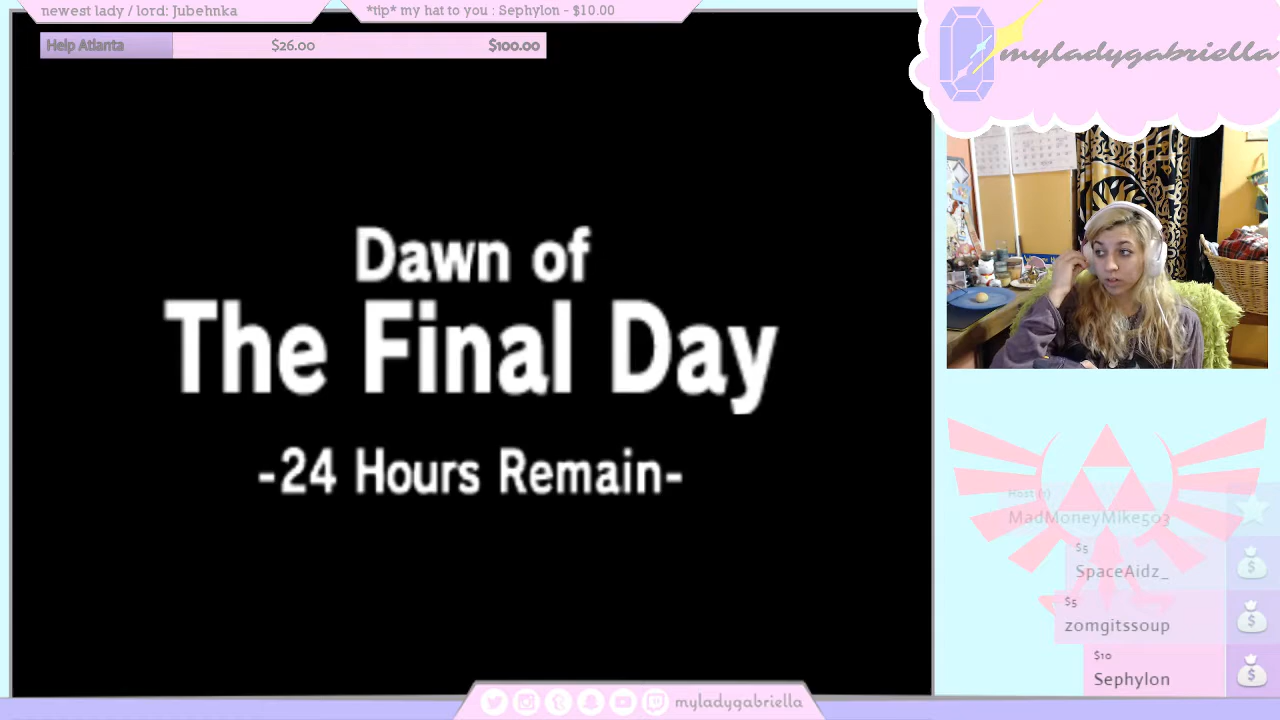 newest lady / lord: Jubehnka
*tip* my hat to you : Sephylon - $10.00
Help Atlanta
$26.00
$100.00
myladygabriella
Dawn of
The Final Day
-24 Hours Remain-
Host (1)
MadMoneyMike503
$5
SpaceAidz_
$5
zomgitssoup
$10
Sephylon
myladygabriella